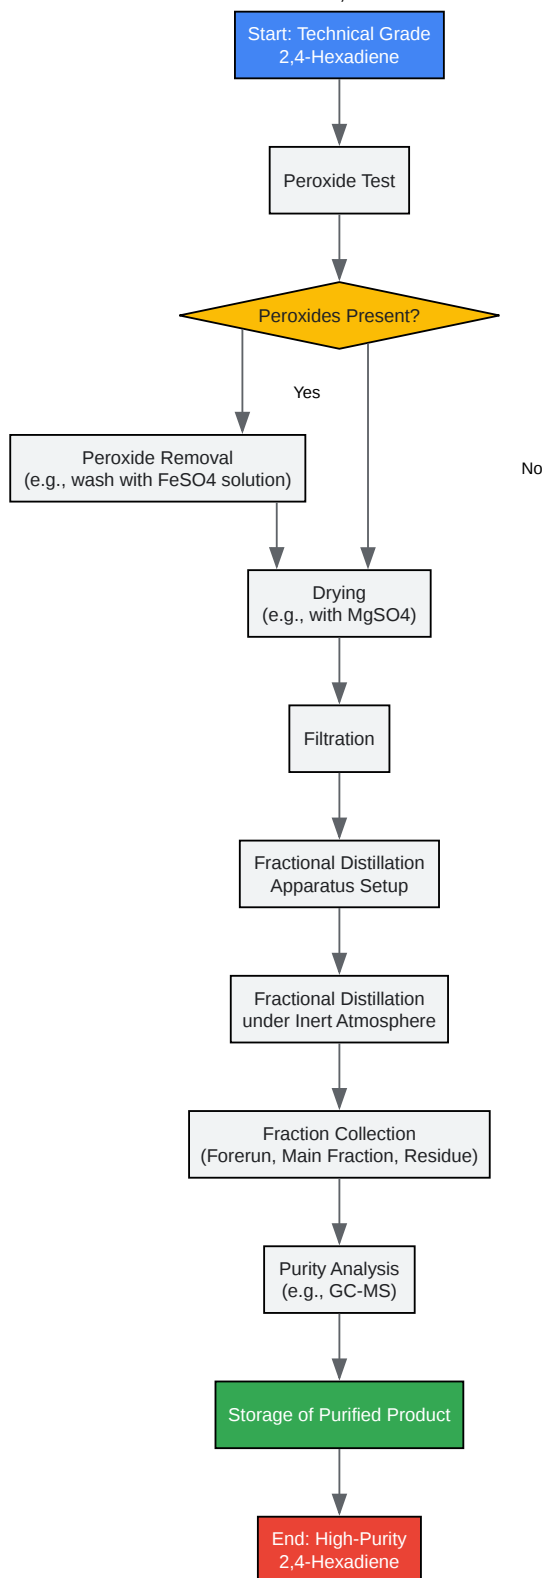 Start: Technical Grade
2,4-Hexadiene
Peroxide Test
Peroxides Present?
Yes
Peroxide Removal
(e.g., wash with FeSO4 solution)
No
Drying
(e.g., with MgSO4)
Filtration
Fractional Distillation
Apparatus Setup
Fractional Distillation
under Inert Atmosphere
Fraction Collection
(Forerun, Main Fraction, Residue)
Purity Analysis
(e.g., GC-MS)
Storage of Purified Product
End: High-Purity
2,4-Hexadiene